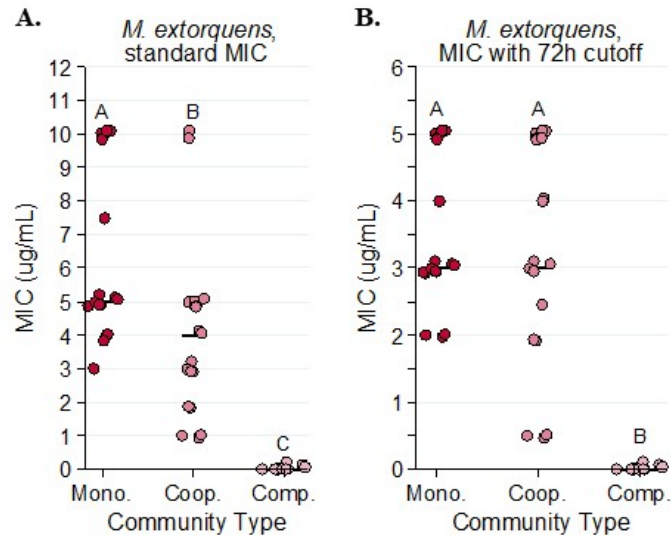 A.
M. extorquens,
standard MIC
12
11
10
9
8
7
6
5
4
3
2
1
0
MIC (ug/mL)
A
B
C
Mono.
Coop.
Comp.
Community Type
B.
M. extorquens,
MIC with 72h cutoff
6
5
4
3
2
1
0
MIC (ug/mL)
A
A
B
Mono.
Coop.
Comp.
Community Type